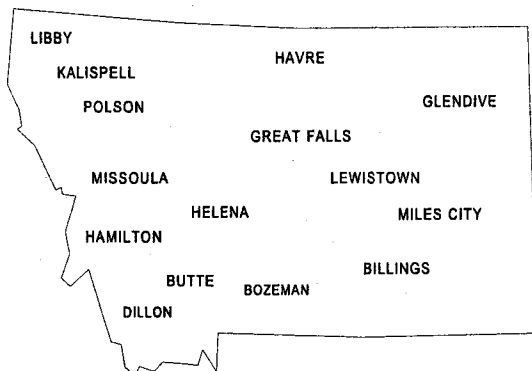 LIBBY
HAVRE
KALISPELL
GLENDIVE
POLSON
GREAT FALLS
MISSOULA
LEWISTOWN
HELENA
MILES CITY
HAMILTON
BILLINGS
BUTTE
BOZEMAN
DILLON